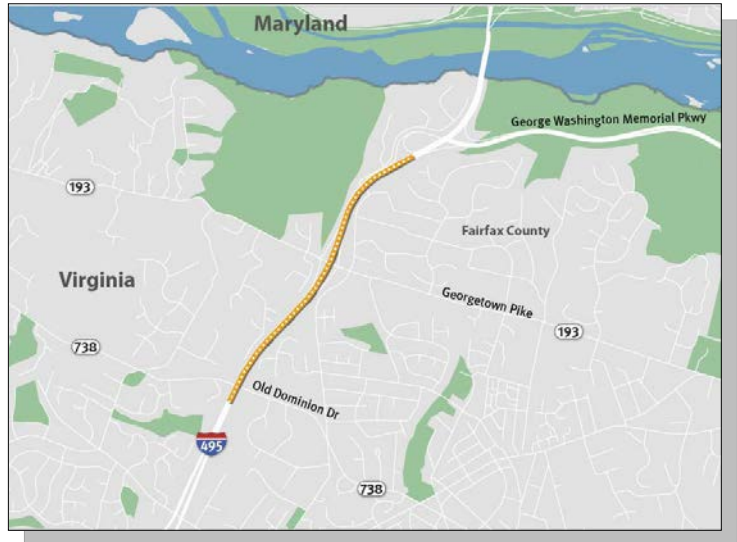 Maryland
George Washington Memorial Pkwy
193
Fairfax County
Virginia
Georgetown Pike
193
738
Old Dominion Dr
495
738